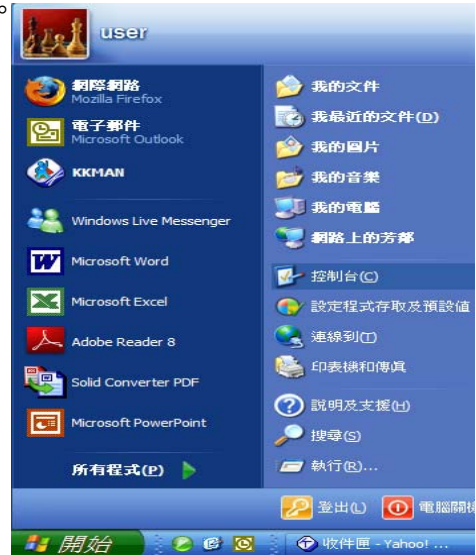 。
user
網際網路
Mozilla Firefox
電子郵件
Microsoft Outlook
KKMAN
Windows Live Messenger
Microsoft Word
Microsoft Excel
Adobe Reader 8
Solid Converter PDF
Microsoft PowerPoint
所有程式(P)
我的文件
我最近的文件(D)
我的圖片
我的音樂
我的電腦
網路上的芳鄰
控制台(C)
設定程式存取及預設值
連線到(T)
印表機和傳真
說明及支援(H)
搜尋(S)
執行(R)...
登出(L)
電腦關機
開始
收件匣 - Yahoo! ...